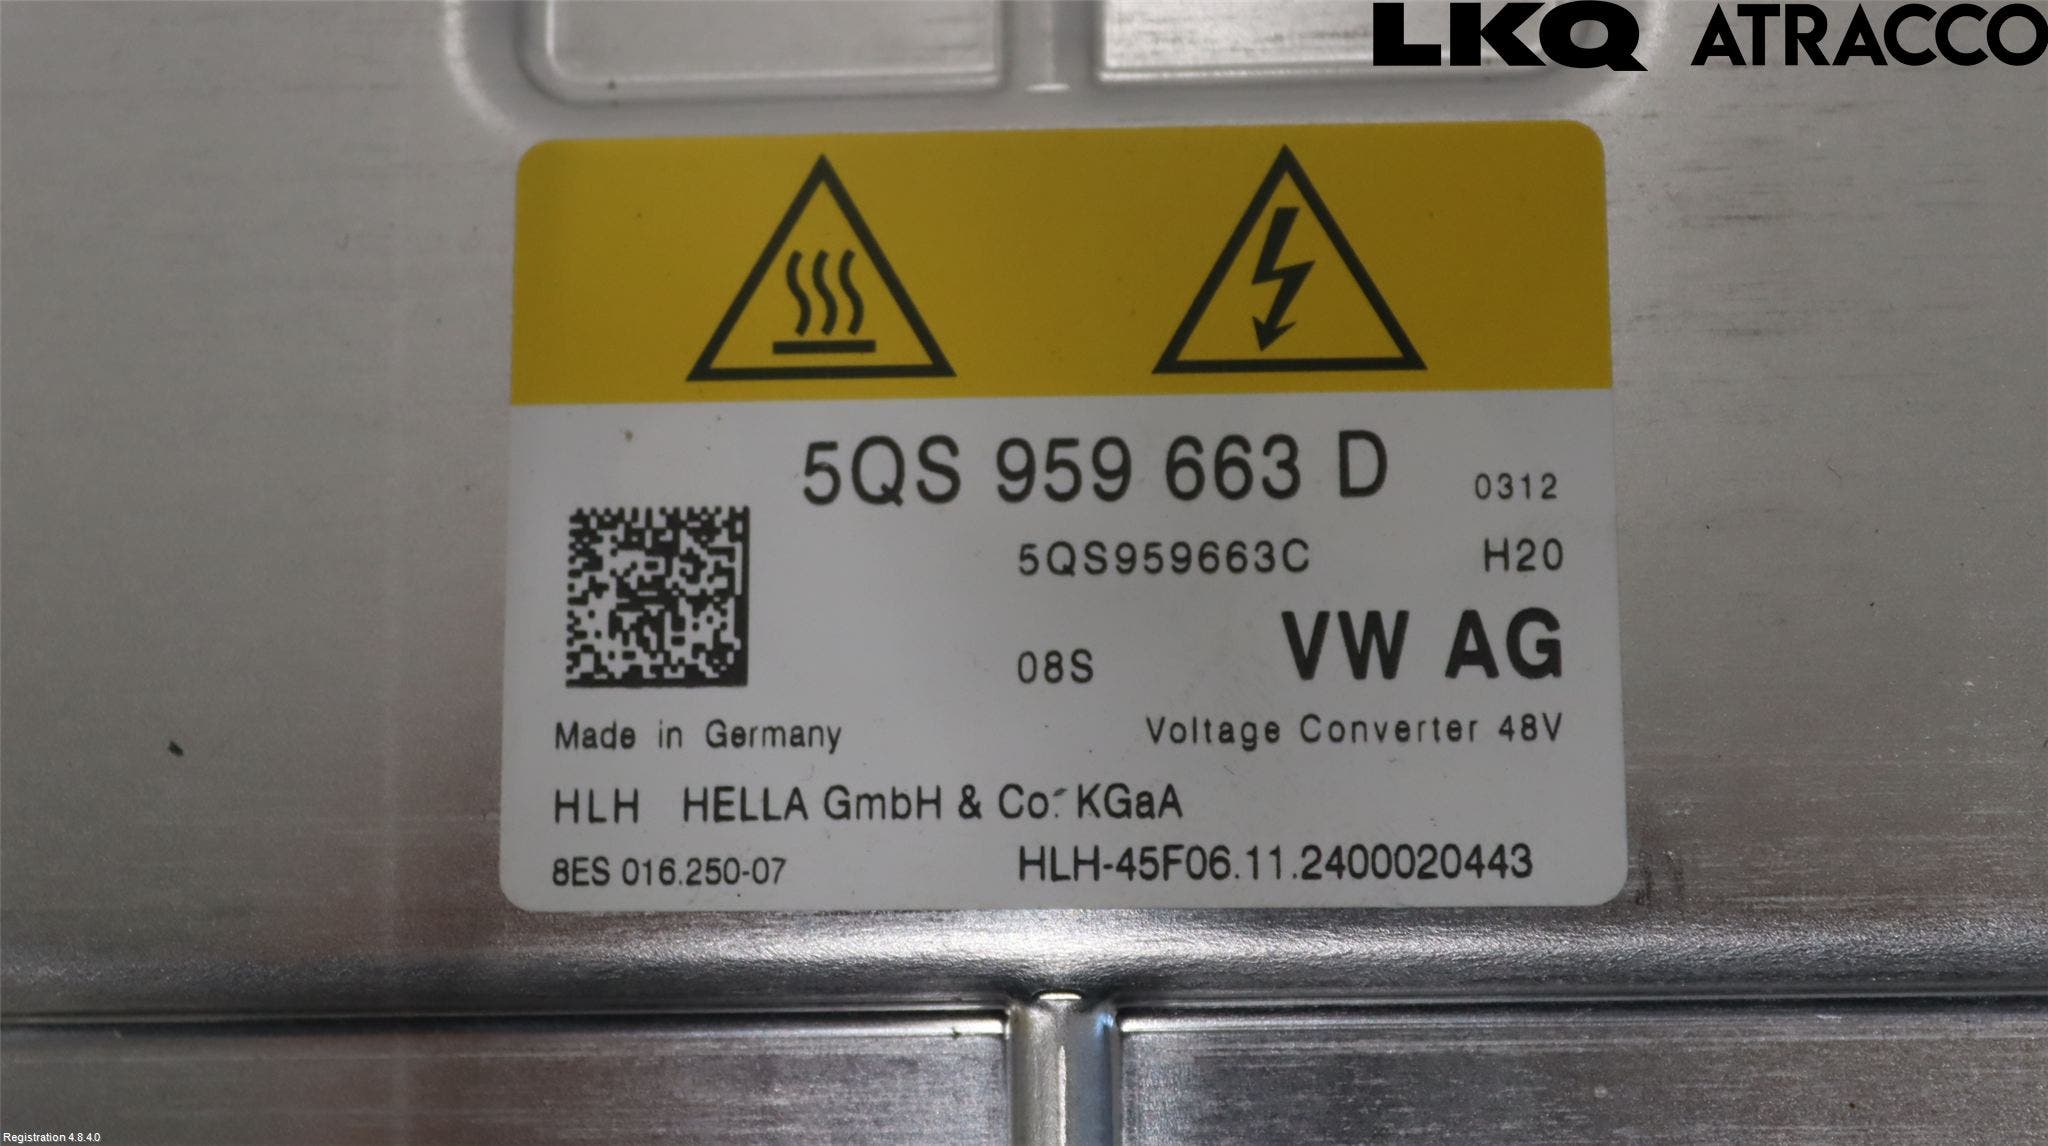 LKQ ATRACCO
5QS 959 663 D 0312
5QS959663C H20
08S VW AG
Made in Germany Voltage Converter 48V
HLH HELLA GmbH & Co. KGaA
8ES 016.250-07 HLH-45F06.11.2400020443
Registration 4.8.4.0